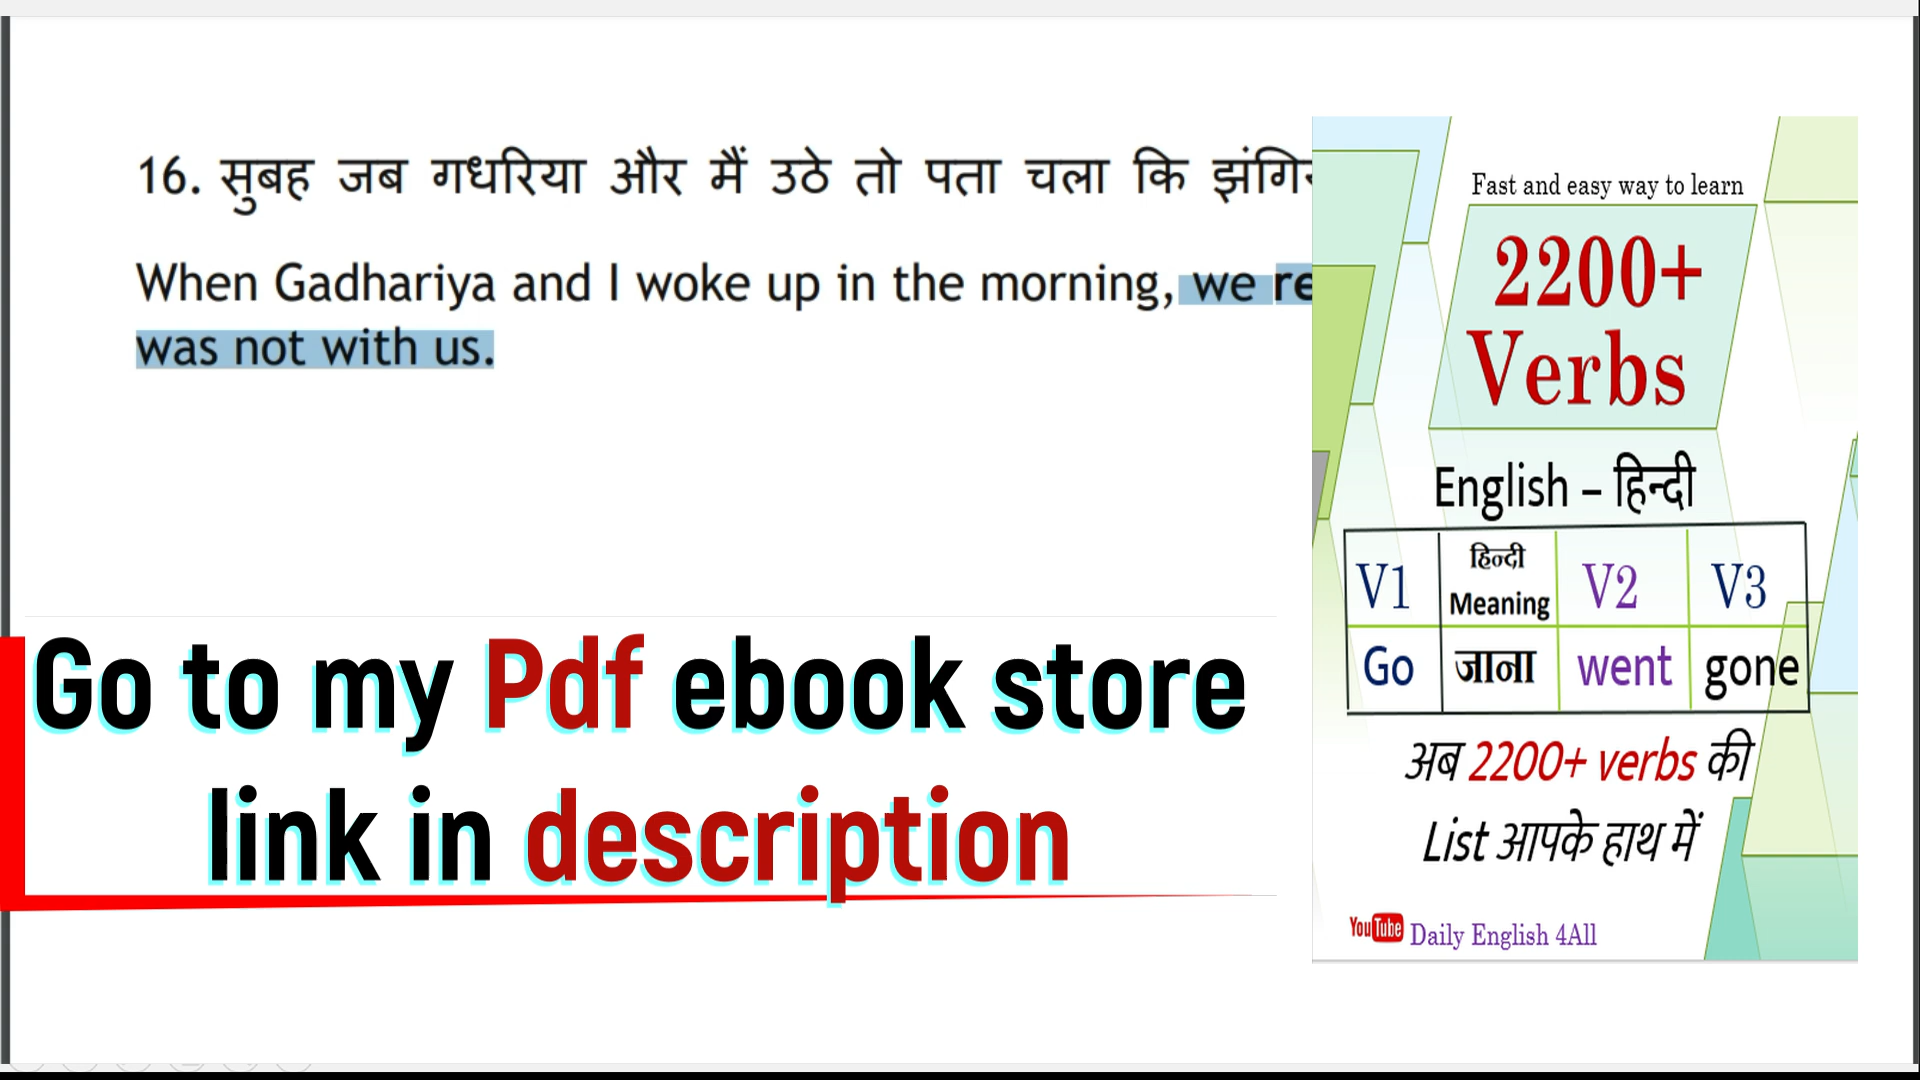 16. सुबह जब गधरिया और मैं उठे तो पता चला कि
When Gadhariya and I woke up in the morning, we
was not with us.
Go to my Pdf ebook store
link in description
Fast and easy way to learn
2200+
Verbs
English – हिन्दी
V1 हिन्दी Meaning V2 V3
Go जाना went gone
अब 2200+ verbs की
List आपके हाथ में
YouTube Daily English 4All